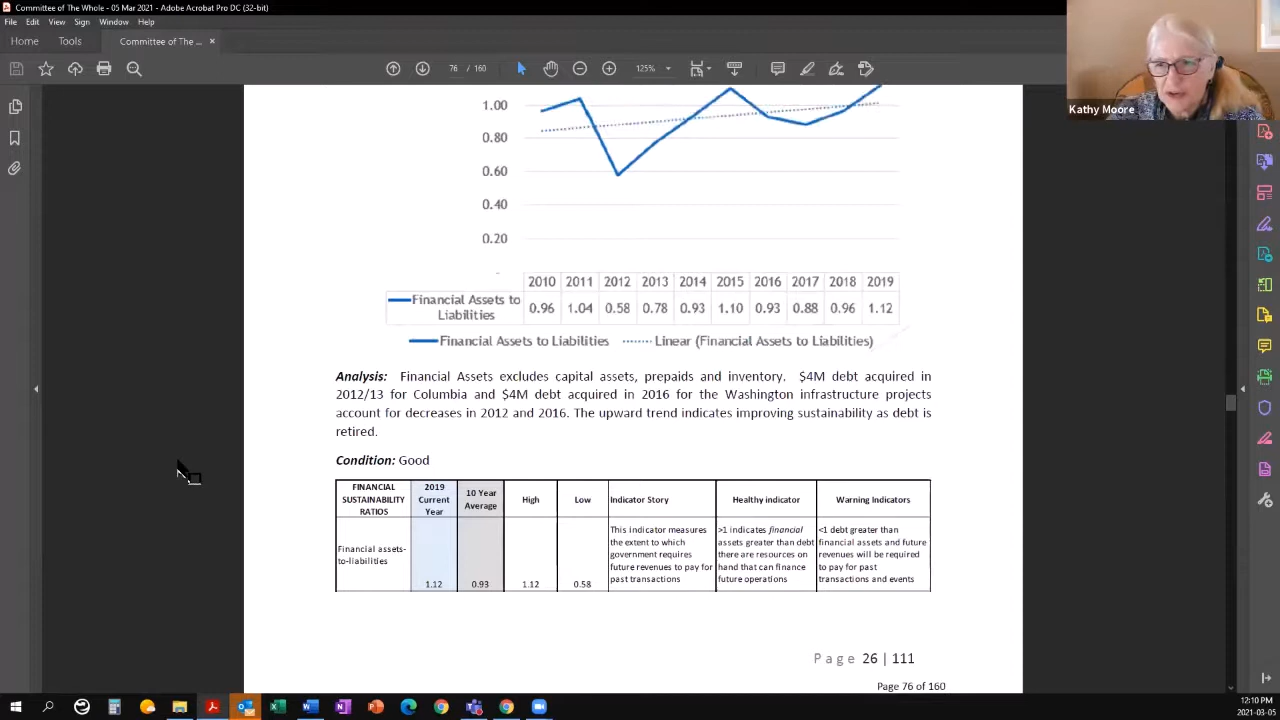 Committee of The Whole - 05 Mar 2021 - Adobe Acrobat Pro DC (32-bit)
File Edit View Sign Window Help
Home Tools Committee of The ... ×
76 / 160 125%
Kathy Moore
1.00
0.80
0.60
0.40
0.20
-
2010 2011 2012 2013 2014 2015 2016 2017 2018 2019
Financial Assets to
Liabilities
0.96 1.04 0.58 0.78 0.93 1.10 0.93 0.88 0.96 1.12
Financial Assets to Liabilities Linear (Financial Assets to Liabilities)
Analysis: Financial Assets excludes capital assets, prepaids and inventory. $4M debt acquired in
2012/13 for Columbia and $4M debt acquired in 2016 for the Washington infrastructure projects
account for decreases in 2012 and 2016. The upward trend indicates improving sustainability as debt is
retired.
Condition: Good
FINANCIAL
SUSTAINABILITY
RATIOS
2019
Current
Year
10 Year
Average
High
Low
Indicator Story
Healthy indicator
Warning Indicators
Financial assets-
to-liabilities
1.12
0.93
1.12
0.58
This indicator measures
the extent to which
government requires
future revenues to pay for
past transactions
>1 indicates financial
assets greater than debt
there are resources on
hand that can finance
future operations
<1 debt greater than
financial assets and future
revenues will be required
to pay for past
transactions and events
Page 26 | 111
Page 76 of 160
12:10 PM
2021-03-05